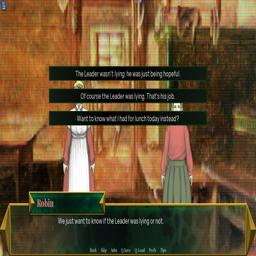 The Leader wasn't lying: he was just being hopeful.
Of course the Leader was lying. That's his job.
Want to know what I had for lunch today instead?
Robin
We just want to know if the Leader was lying or not.
Back Skip Auto Q.Save Q.Load Prefs Tips